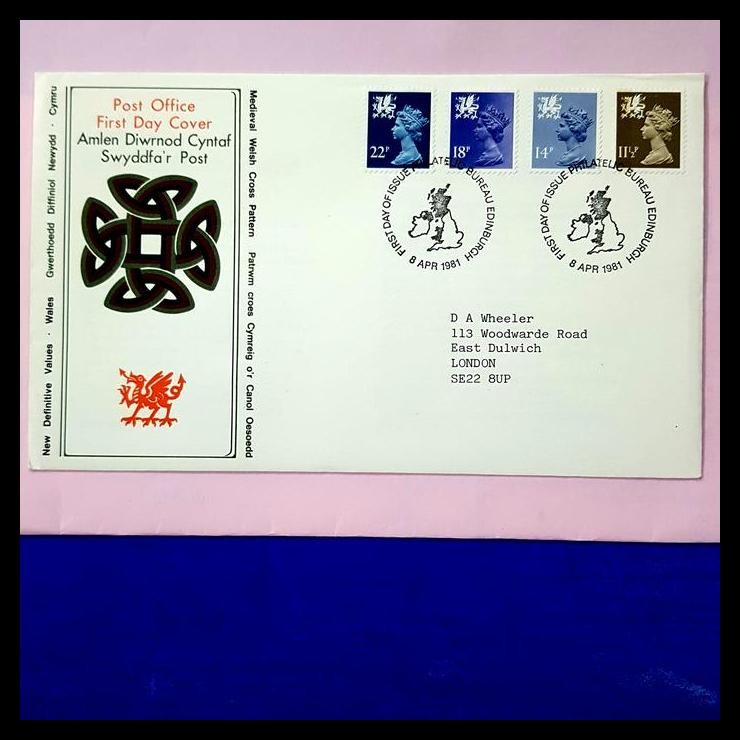 Post Office
First Day Cover
Amlen Diwrnod Cyntaf
Swyddfa'r Post
New Definitive Values · Wales Gwerthoedd Diffiniol Newydd · Cymru
Medieval Welsh Cross Pattern Patrwm croes Cymreig o'r Canol Oesoedd
22P
18P
14P
11½P
FIRST DAY OF ISSUE PHILATELIC BUREAU EDINBURGH
8 APR 1981
FIRST DAY OF ISSUE PHILATELIC BUREAU EDINBURGH
8 APR 1981
D A Wheeler
113 Woodwarde Road
East Dulwich
LONDON
SE22 8UP